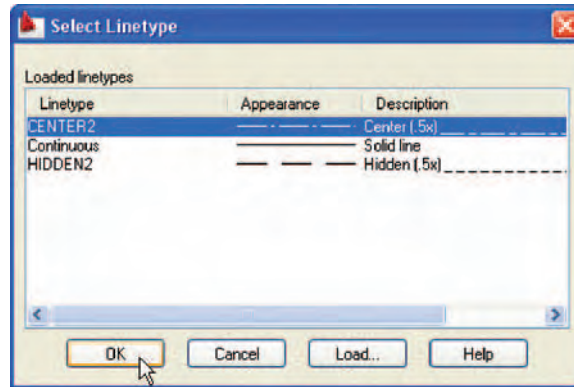 Select Linetype
Loaded linetypes
Linetype Appearance Description
CENTER2 Center (.5x)
Continuous Solid line
HIDDEN2 Hidden (.5x)
OK Cancel Load... Help